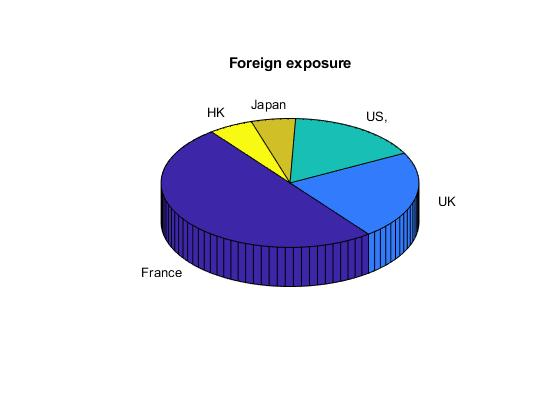 Foreign exposure
HK
Japan
US,
UK
France